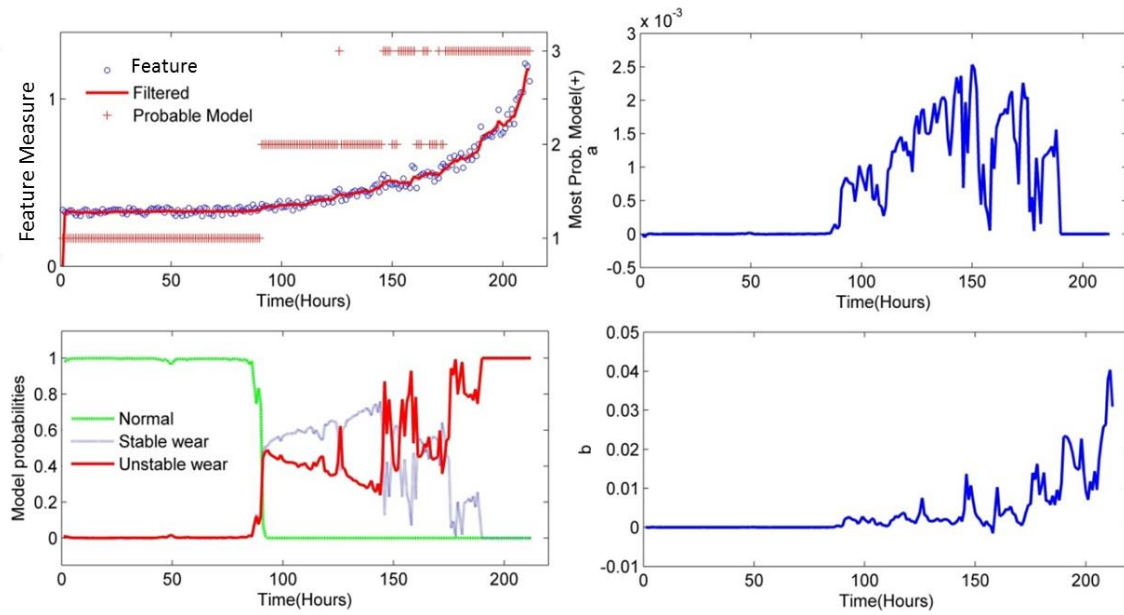 Feature Measure
1
0
Feature
Filtered
Probable Model
3
2
1
Most Prob. Model(+)
0 50 100 150 200
Time(Hours)
x 10⁻³
3
2.5
2
1.5
1
0.5
0
-0.5
a
0 50 100 150 200
Time(Hours)
Model probabilities
1
0.8
0.6
0.4
0.2
0
Normal
Stable wear
Unstable wear
0 50 100 150 200
Time(Hours)
0.05
0.04
0.03
0.02
0.01
0
-0.01
b
0 50 100 150 200
Time(Hours)